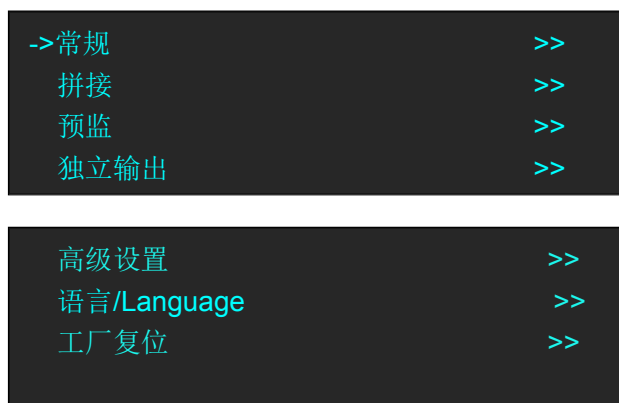 ->常规 >>
拼接 >>
预监 >>
独立输出 >>
高级设置 >>
语言/Language >>
工厂复位 >>